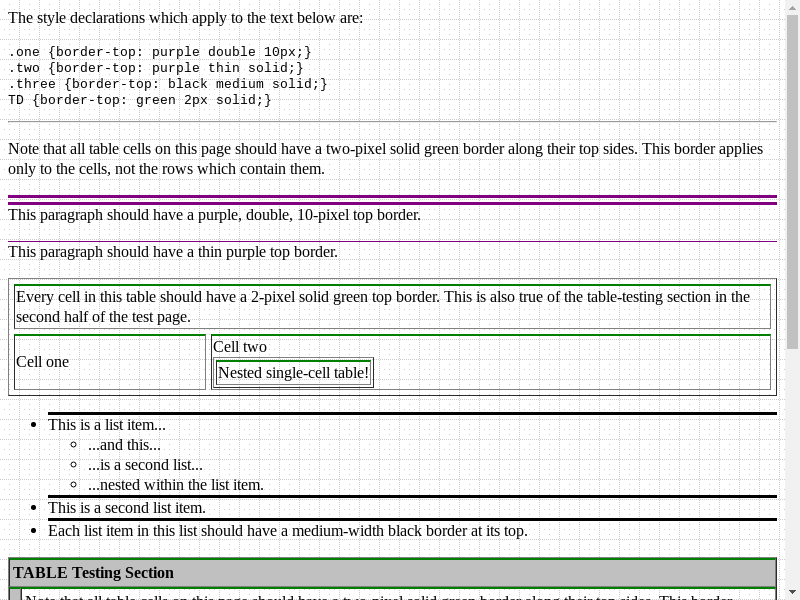 The style declarations which apply to the text below are:
.one {border-top: purple double 10px;}
.two {border-top: purple thin solid;}
.three {border-top: black medium solid;}
TD {border-top: green 2px solid;}
Note that all table cells on this page should have a two-pixel solid green border along their top sides. This border applies
only to the cells, not the rows which contain them.
This paragraph should have a purple, double, 10-pixel top border.
This paragraph should have a thin purple top border.
Every cell in this table should have a 2-pixel solid green top border. This is also true of the table-testing section in the
second half of the test page.
Cell one
Cell two
Nested single-cell table!
This is a list item...
...and this...
...is a second list...
...nested within the list item.
This is a second list item.
Each list item in this list should have a medium-width black border at its top.
TABLE Testing Section
Note that all table cells on this page should have a two-pixel solid green border along their top sides. This border